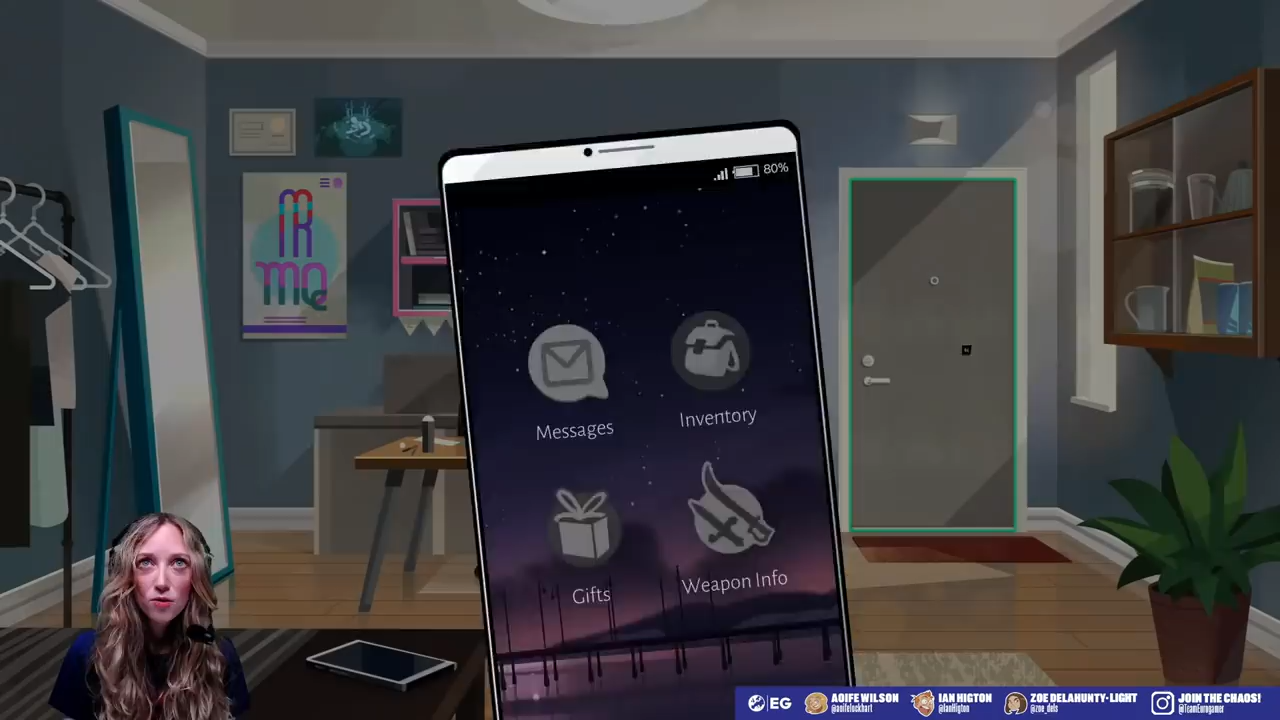 80%
Messages
Inventory
Gifts
Weapon Info
EG
AOIFE WILSON
@aoifelockhart
IAN HIGTON
@IanHigton
ZOE DELAHUNTY-LIGHT
@zoe_dels
JOIN THE CHAOS!
@TeamEurogamer